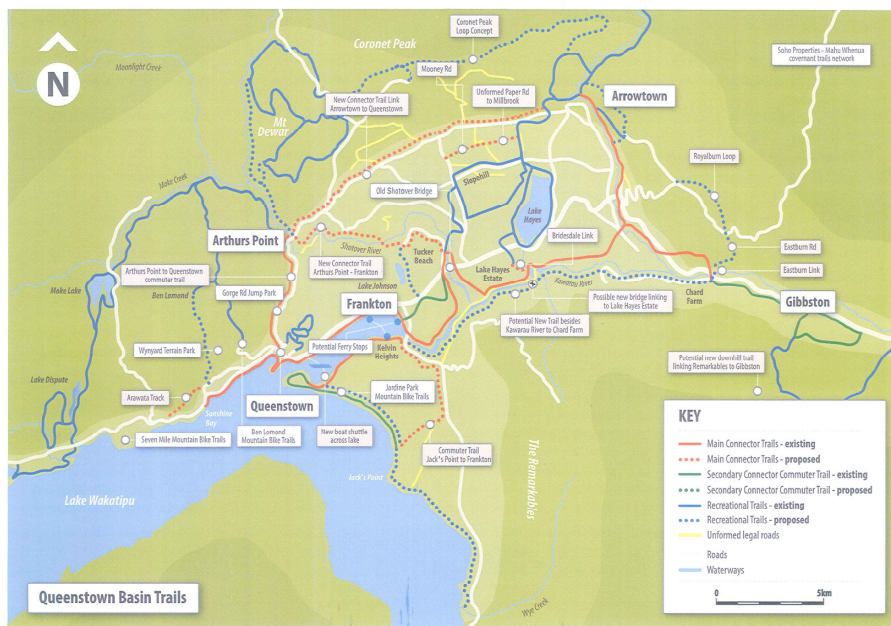 Coronet Peak
Loop Concept
Coronet Peak
Soho Properties - Mahu Whenua
covernant trails network
Moonlight Creek
N
Mooney Rd
New Connector Trail Link
Arrowtown to Queenstown
Unformed Paper Rd
to Millbrook
Arrowtown
Mt
Dewar
Moke Creek
Old Shotover Bridge
Slopehill
Royalburn Loop
Lake
Hayes
Arthurs Point
Shotover River
Bridesdale Link
Tucker
Beach
Eastburn Rd
New Connector Trail
Arthurs Point - Frankton
Lake Hayes
Estate
Eastburn Link
Arthurs Point to Queenstown
commuter trail
Moke Lake
Ben Lomond
Gorge Rd Jump Park
Lake Johnson
Kawarau River
Chard
Farm
Gibbston
Frankton
Possible new bridge linking
to Lake Hayes Estate
Potential New Trail besides
Kawarau River to Chard Farm
Wynyard Terrain Park
Potential Ferry Stops
Kelvin
Heights
Potential new downhill trail
linking Remarkables to Gibbston
Lake Dispute
Arawata Track
Queenstown
Jardine Park
Mountain Bike Trails
Sunshine
Bay
Seven Mile Mountain Bike Trails
Ben Lomond
Mountain Bike Trails
New boat shuttle
across lake
Commuter Trail
Jack's Point to Frankton
The Remarkables
Jack's Point
Lake Wakatipu
Wye Creek
KEY
Main Connector Trails - existing
Main Connector Trails - proposed
Secondary Connector Commuter Trail - existing
Secondary Connector Commuter Trail - proposed
Recreational Trails - existing
Recreational Trails - proposed
Unformed legal roads
Roads
Waterways
0 5km
Queenstown Basin Trails